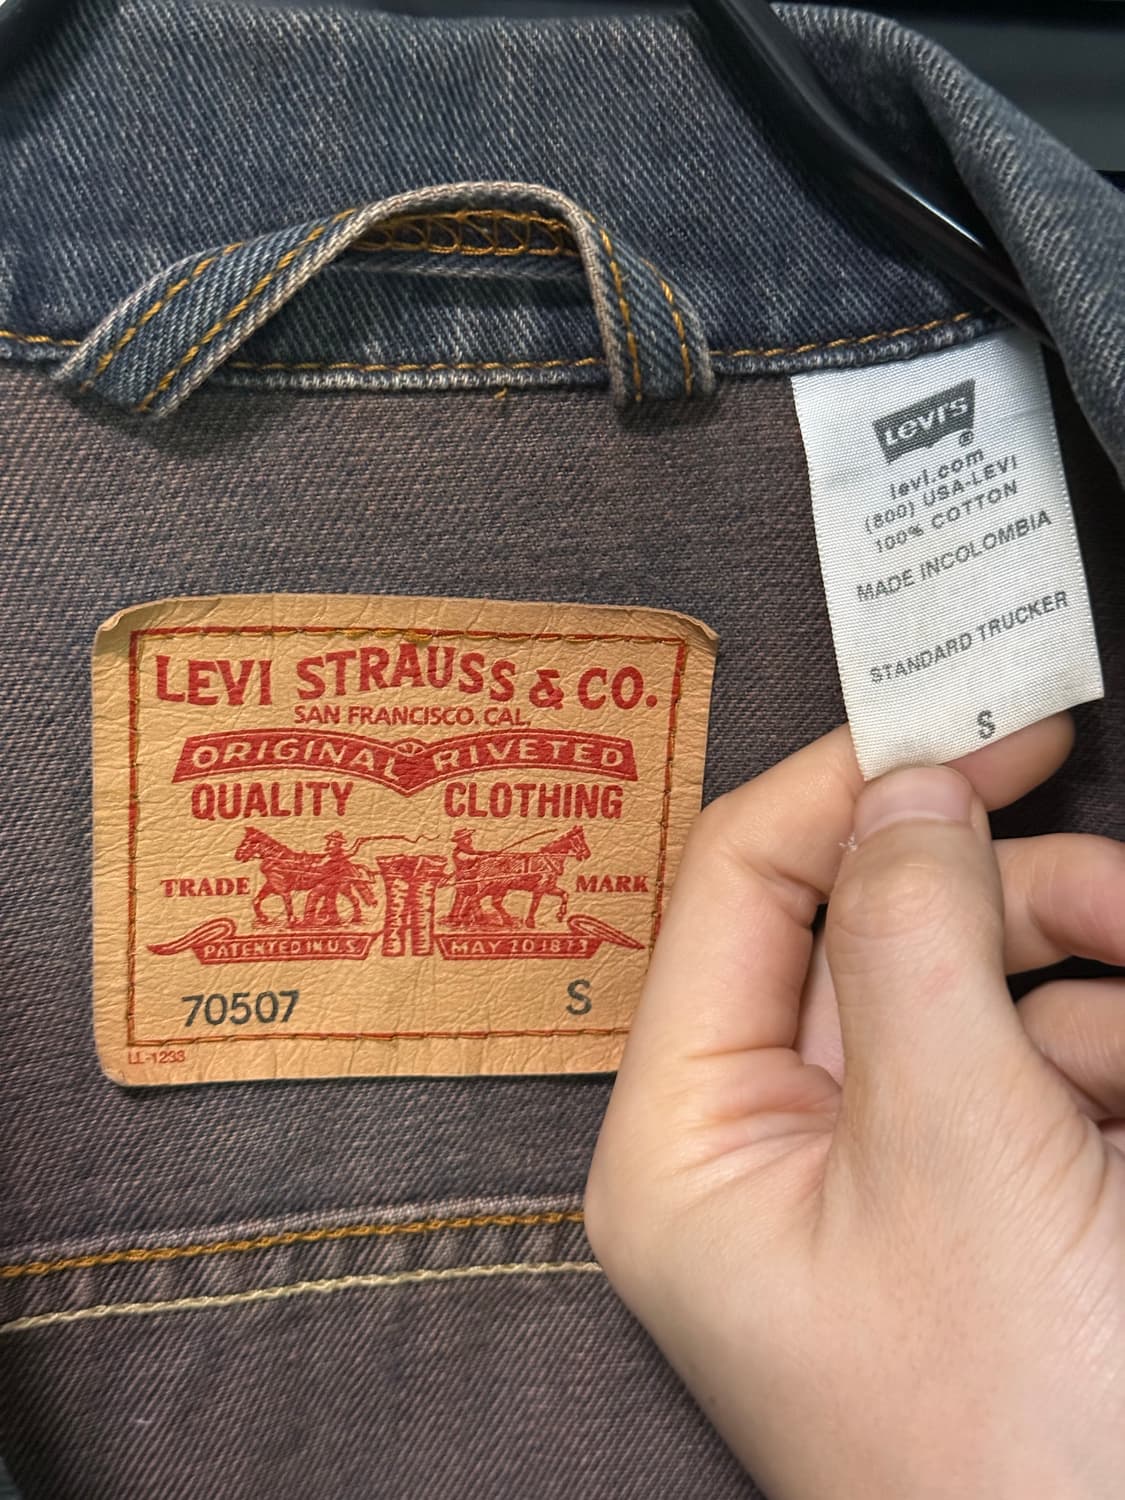 LEVI STRAUSS & CO.
SAN FRANCISCO. CAL.
ORIGINAL RIVETED
QUALITY CLOTHING
TRADE MARK
PATENTED IN U.S. MAY 20 1873
70507 S
LL-1233
LEVI'S
®
levi.com
(800) USA-LEVI
100% COTTON
MADE INCOLOMBIA
STANDARD TRUCKER
S